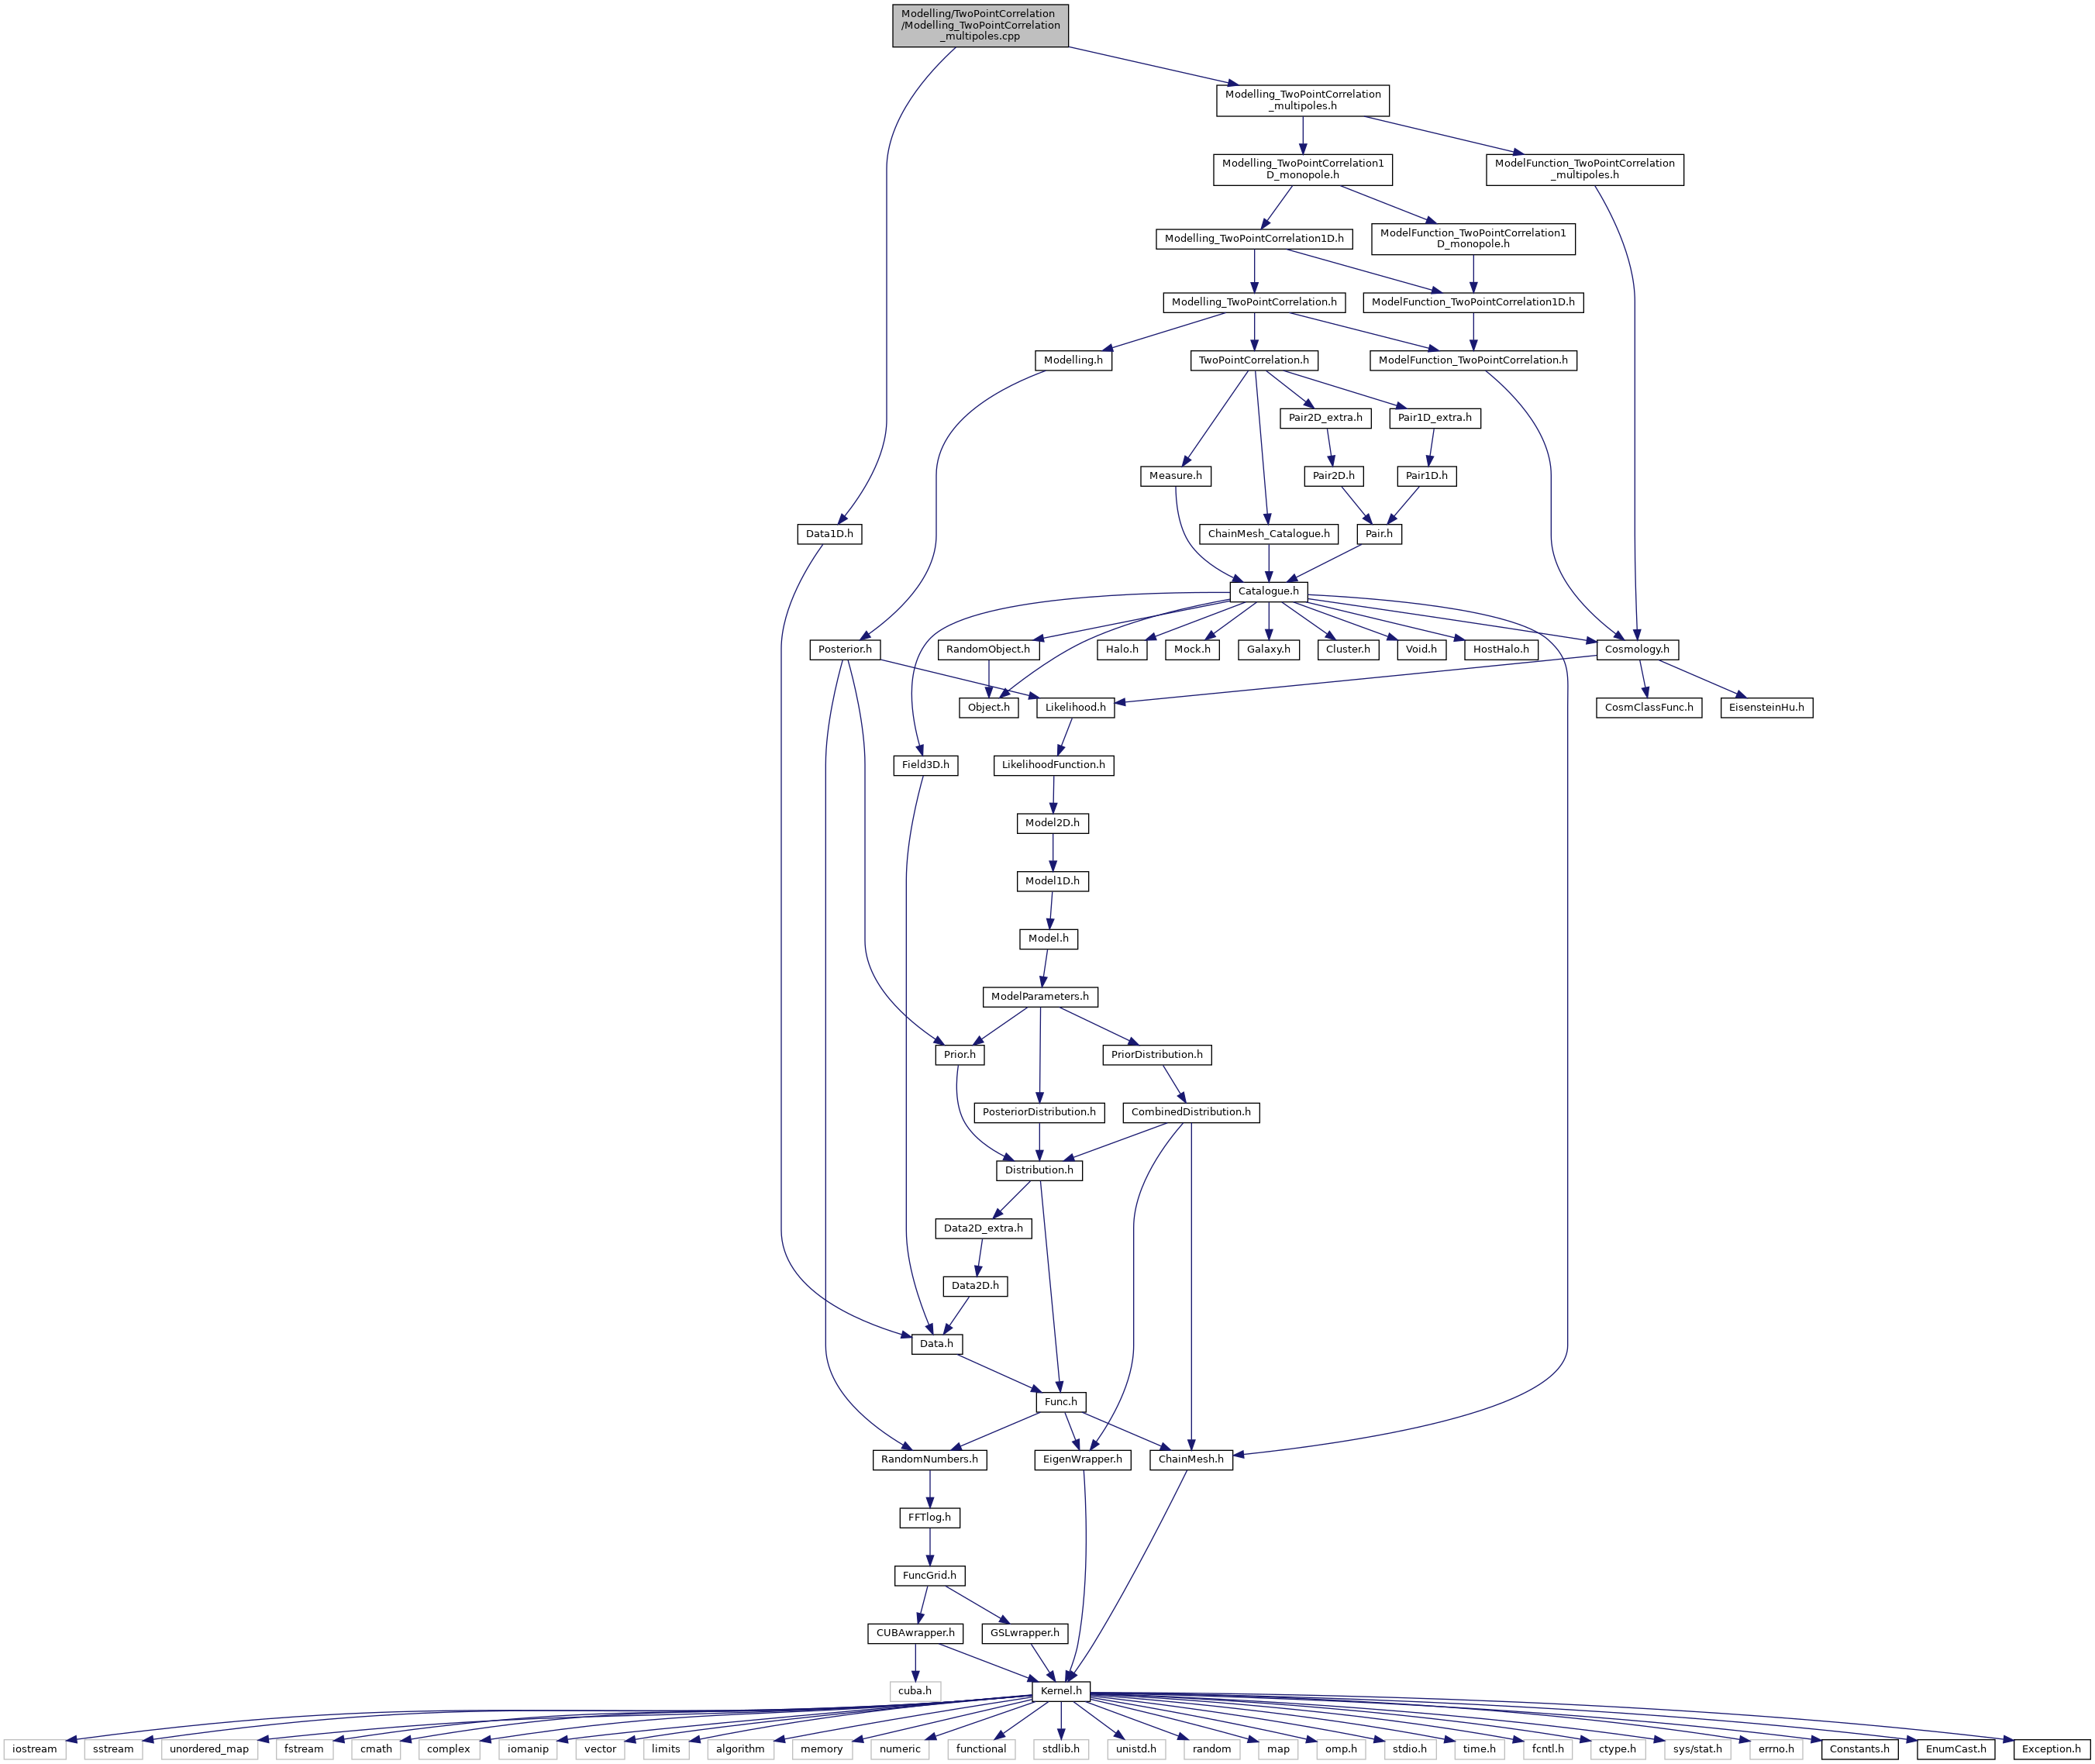 Modelling/TwoPointCorrelation
/Modelling_TwoPointCorrelation
_multipoles.cpp
Modelling_TwoPointCorrelation
_multipoles.h
Modelling_TwoPointCorrelation1
D_monopole.h
ModelFunction_TwoPointCorrelation
_multipoles.h
Modelling_TwoPointCorrelation1D.h
ModelFunction_TwoPointCorrelation1
D_monopole.h
Modelling_TwoPointCorrelation.h
ModelFunction_TwoPointCorrelation1D.h
Modelling.h
TwoPointCorrelation.h
ModelFunction_TwoPointCorrelation.h
Pair2D_extra.h
Pair1D_extra.h
Measure.h
Pair2D.h
Pair1D.h
Data1D.h
ChainMesh_Catalogue.h
Pair.h
Catalogue.h
Posterior.h
RandomObject.h
Halo.h
Mock.h
Galaxy.h
Cluster.h
Void.h
HostHalo.h
Cosmology.h
Object.h
Likelihood.h
CosmClassFunc.h
EisensteinHu.h
Field3D.h
LikelihoodFunction.h
Model2D.h
Model1D.h
Model.h
ModelParameters.h
Prior.h
PriorDistribution.h
PosteriorDistribution.h
CombinedDistribution.h
Distribution.h
Data2D_extra.h
Data2D.h
Data.h
Func.h
RandomNumbers.h
EigenWrapper.h
ChainMesh.h
FFTlog.h
FuncGrid.h
CUBAwrapper.h
GSLwrapper.h
cuba.h
Kernel.h
iostream
sstream
unordered_map
fstream
cmath
complex
iomanip
vector
limits
algorithm
memory
numeric
functional
stdlib.h
unistd.h
random
map
omp.h
stdio.h
time.h
fcntl.h
ctype.h
sys/stat.h
errno.h
Constants.h
EnumCast.h
Exception.h